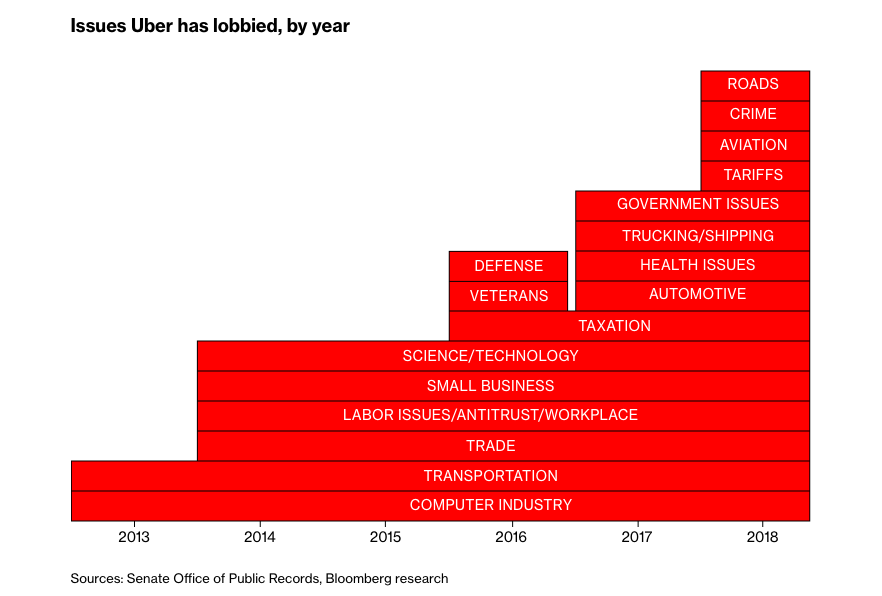 Issues Uber has lobbied, by year
ROADS
CRIME
AVIATION
TARIFFS
GOVERNMENT ISSUES
TRUCKING/SHIPPING
DEFENSE
HEALTH ISSUES
VETERANS
AUTOMOTIVE
TAXATION
SCIENCE/TECHNOLOGY
SMALL BUSINESS
LABOR ISSUES/ANTITRUST/WORKPLACE
TRADE
TRANSPORTATION
COMPUTER INDUSTRY
2013 2014 2015 2016 2017 2018
Sources: Senate Office of Public Records, Bloomberg research